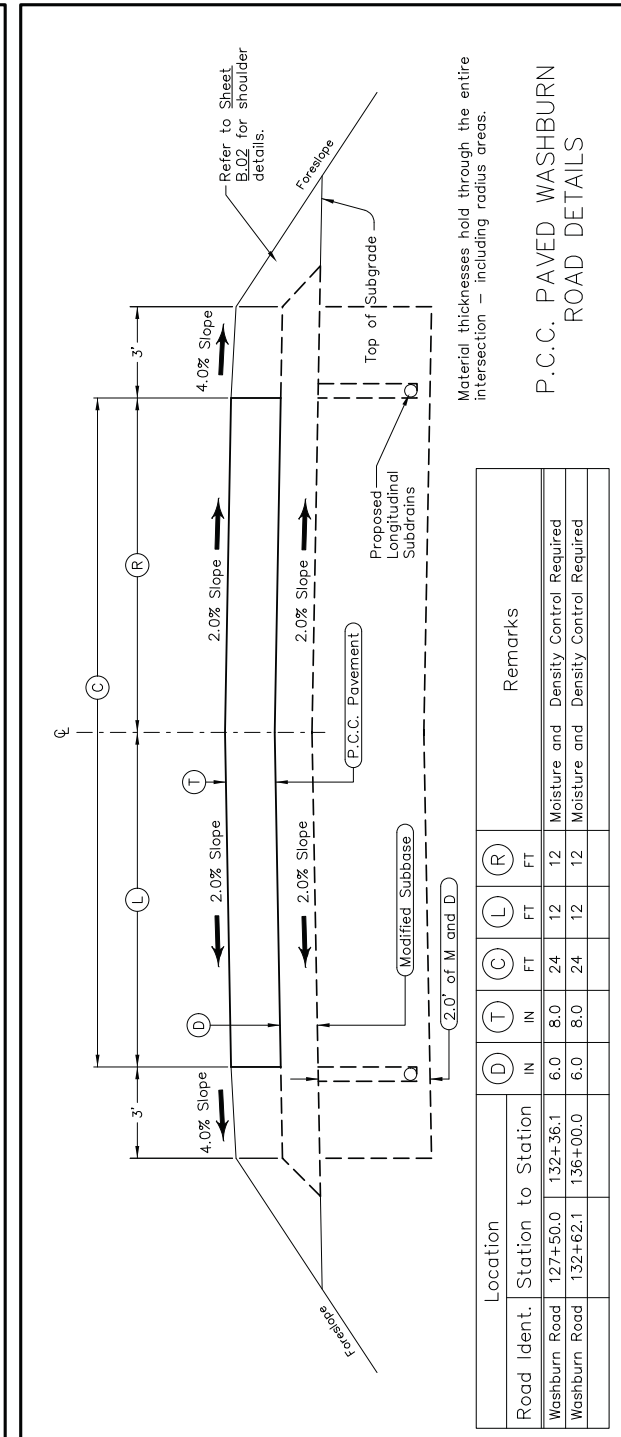 ℄
C
L
R
3'
3'
4.0% Slope
2.0% Slope
T
2.0% Slope
4.0% Slope
D
2.0% Slope
2.0% Slope
Refer to Sheet
B.02 for shoulder
details.
Foreslope
Foreslope
Modified Subbase
P.C.C. Pavement
Top of Subgrade
2.0' of M and D
Proposed
Longitudinal
Subdrains
Material thicknesses hold through the entire
intersection – including radius areas.
P.C.C. PAVED WASHBURN
ROAD DETAILS
Location D T C L R Remarks
Road Ident. Station to Station IN IN FT FT FT
Washburn Road 127+50.0 132+36.1 6.0 8.0 24 12 12 Moisture and Density Control Required
Washburn Road 132+62.1 136+00.0 6.0 8.0 24 12 12 Moisture and Density Control Required